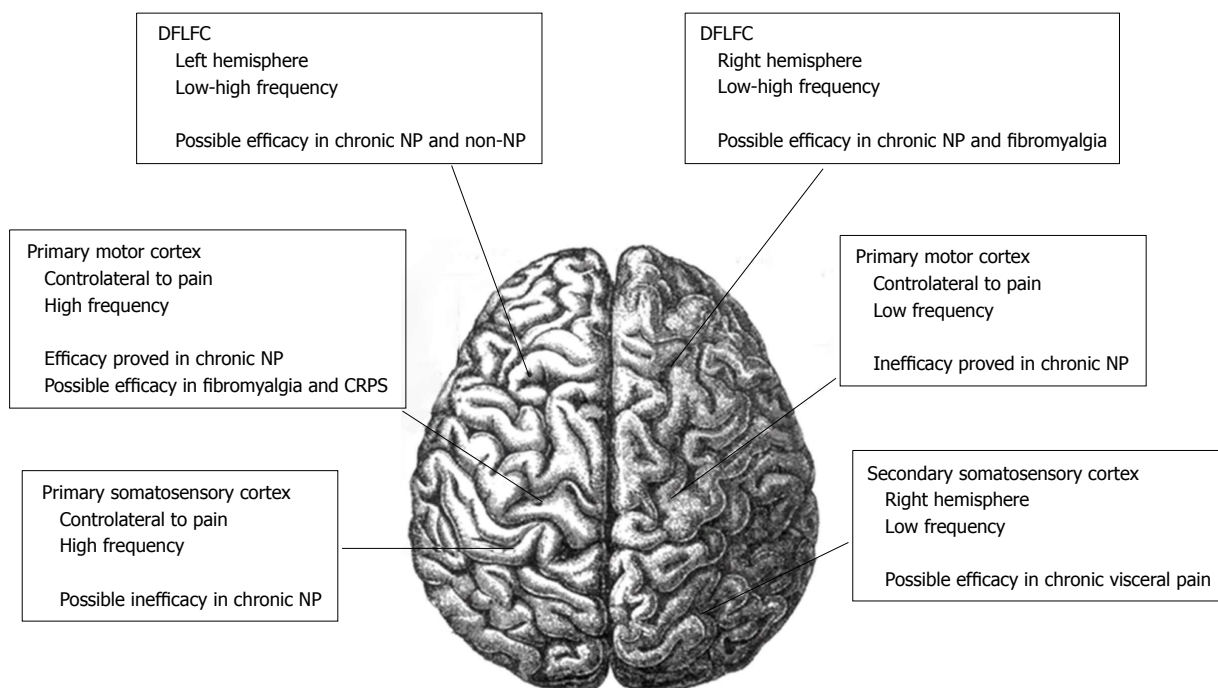 DFLFC
Left hemisphere
Low-high frequency
Possible efficacy in chronic NP and non-NP
DFLFC
Right hemisphere
Low-high frequency
Possible efficacy in chronic NP and fibromyalgia
Primary motor cortex
Controlateral to pain
High frequency
Efficacy proved in chronic NP
Possible efficacy in fibromyalgia and CRPS
Primary motor cortex
Controlateral to pain
Low frequency
Inefficacy proved in chronic NP
Primary somatosensory cortex
Controlateral to pain
High frequency
Possible inefficacy in chronic NP
Secondary somatosensory cortex
Right hemisphere
Low frequency
Possible efficacy in chronic visceral pain